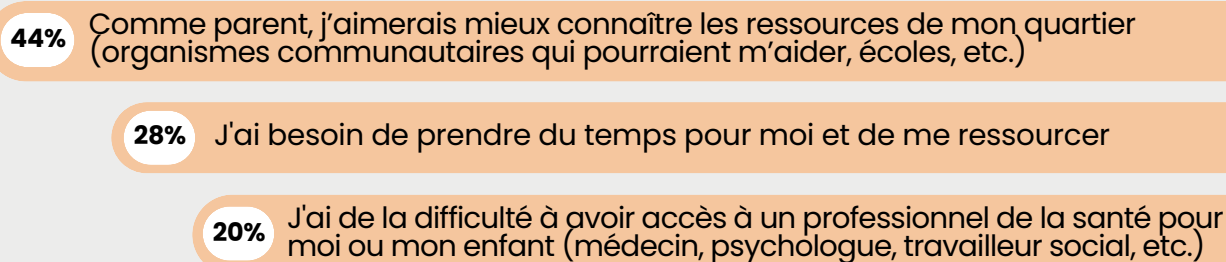 44% Comme parent, j’aimerais mieux connaître les ressources de mon quartier
(organismes communautaires qui pourraient m’aider, écoles, etc.)
28% J'ai besoin de prendre du temps pour moi et de me ressourcer
20% J'ai de la difficulté à avoir accès à un professionnel de la santé pour
moi ou mon enfant (médecin, psychologue, travailleur social, etc.)